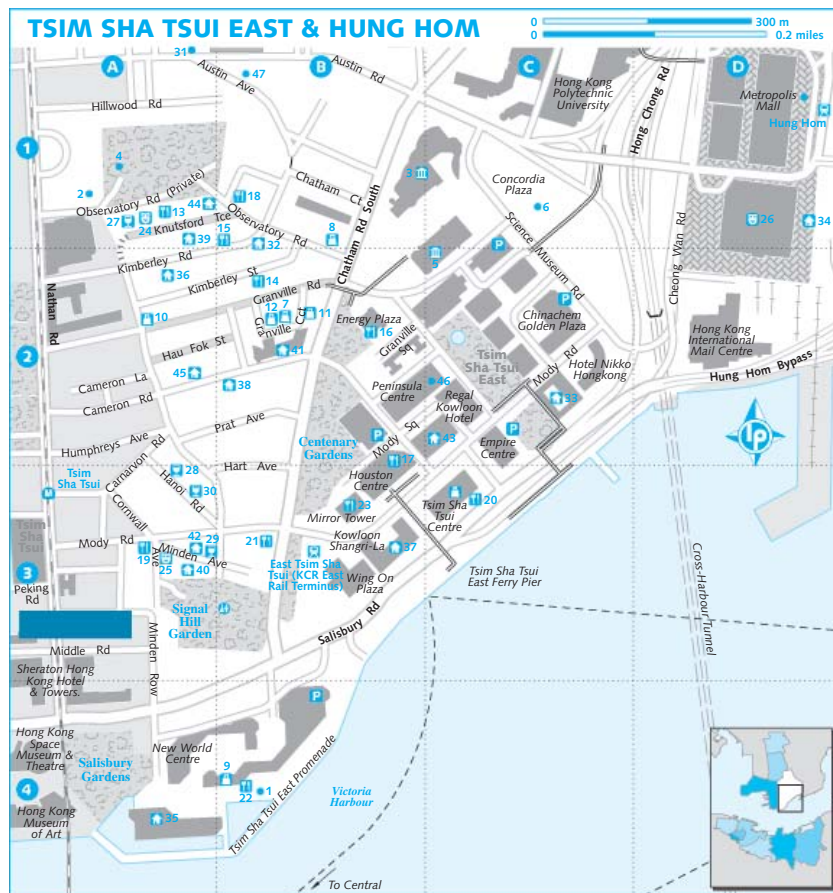 TSIM SHA TSUI EAST & HUNG HOM
0 300 m
0 0.2 miles
31
A
47
B
Austin Rd
C
D
Austin Ave
Hong Kong
Polytechnic
University
Hong Chong Rd
Metropolis
Mall
Hung Hom
Hillwood Rd
1
4
2
3
Concordia
Plaza
6
Chatham Ct
Chatham Rd South
Observatory Rd (Private)
44
18
13
27
24
Knutsford Tce
Observatory Rd
8
26
34
39
15
32
5
Science Museum Rd
P
Cheong Wan Rd
Kimberley Rd
36
Kimberley St
14
Nathan Rd
Granville Rd
10
12
7
11
Granville Cct
Energy Plaza
16
Granville
Sq
P
Chinachem
Golden Plaza
Hong Kong
International
Mail Centre
2
Hau Fok St
41
Tsim
Sha Tsui
East
Mody Rd
Hotel Nikko
Hongkong
Hung Hom Bypass
Cameron La
45
38
Peninsula
Centre
46
Regal
Kowloon
Hotel
33
Cameron Rd
Prat Ave
Centenary
Gardens
P
Mody Sq
43
P
Empire
Centre
lp
Humphreys Ave
Carnarvon Rd
Hart Ave
17
Houston
Centre
Tsim
Sha Tsui
M
28
Hanoi Rd
30
23
Mirror Tower
Tsim Sha
Tsui
Centre
20
Cornwall Ave
Tsim
Sha Tsui
Mody Rd
42
29
21
Kowloon
Shangri-La
37
19
Minden Ave
25
40
East Tsim Sha
Tsui (KCR East
Rail Terminus)
Wing On
Plaza
Tsim Sha Tsui
East Ferry Pier
Cross-Harbour Tunnel
3
Peking
Rd
Signal
Hill
Garden
Salisbury Rd
Minden Row
Middle Rd
Sheraton Hong
Kong Hotel
& Towers.
P
Hong Kong
Space
Museum &
Theatre
New World
Centre
Salisbury
Gardens
9
22
1
Tsim Sha Tsui East Promenade
Victoria
Harbour
4
Hong Kong
Museum
of Art
35
To Central